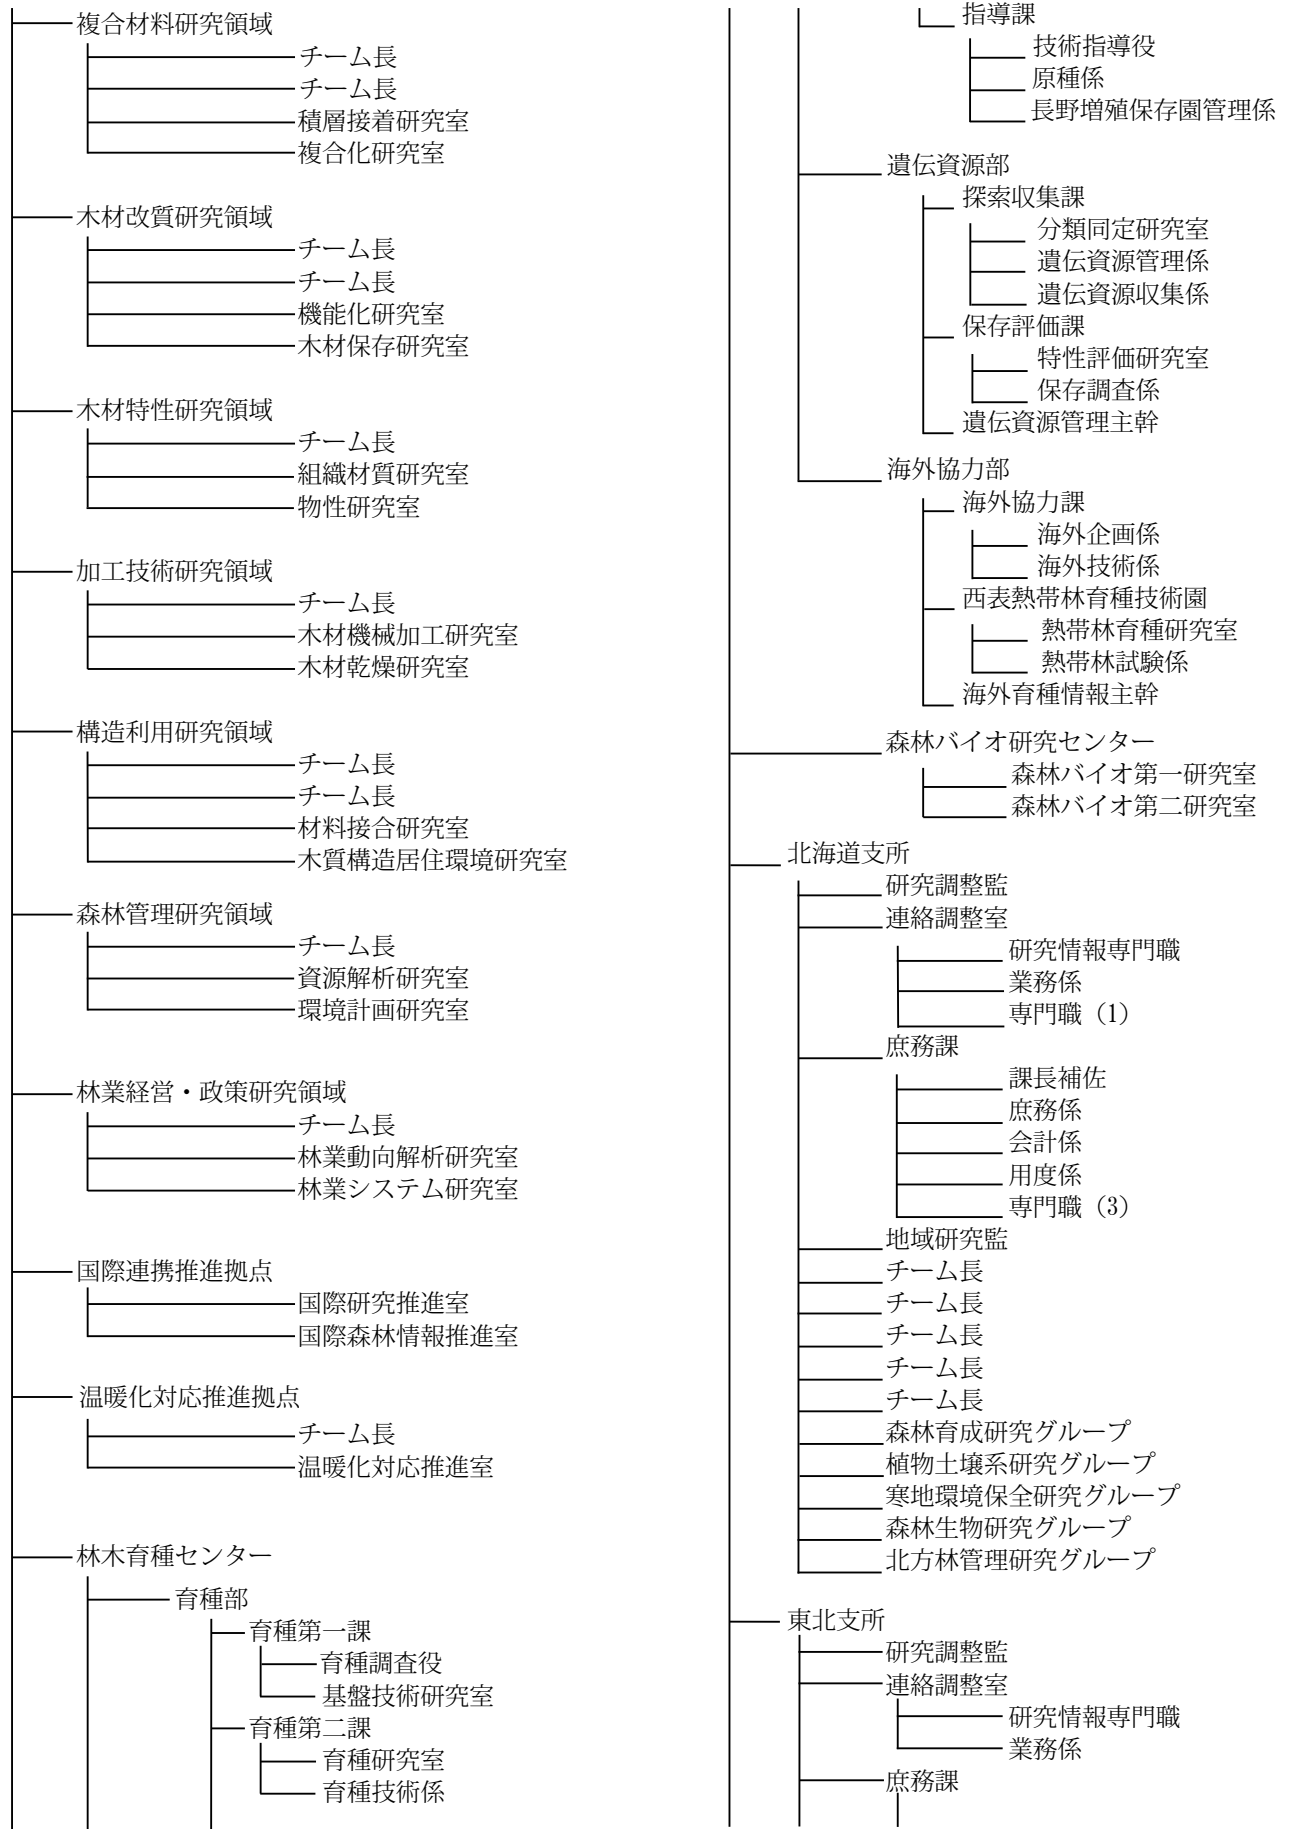 複合材料研究領域
チーム長
チーム長
積層接着研究室
複合化研究室
木材改質研究領域
チーム長
チーム長
機能化研究室
木材保存研究室
木材特性研究領域
チーム長
組織材質研究室
物性研究室
加工技術研究領域
チーム長
木材機械加工研究室
木材乾燥研究室
構造利用研究領域
チーム長
チーム長
材料接合研究室
木質構造居住環境研究室
森林管理研究領域
チーム長
資源解析研究室
環境計画研究室
林業経営・政策研究領域
チーム長
林業動向解析研究室
林業システム研究室
国際連携推進拠点
国際研究推進室
国際森林情報推進室
温暖化対応推進拠点
チーム長
温暖化対応推進室
林木育種センター
育種部
育種第一課
育種調査役
基盤技術研究室
育種第二課
育種研究室
育種技術係
指導課
技術指導役
原種係
長野増殖保存園管理係
遺伝資源部
探索収集課
分類同定研究室
遺伝資源管理係
遺伝資源収集係
保存評価課
特性評価研究室
保存調査係
遺伝資源管理主幹
海外協力部
海外協力課
海外企画係
海外技術係
西表熱帯林育種技術園
熱帯林育種研究室
熱帯林試験係
海外育種情報主幹
森林バイオ研究センター
森林バイオ第一研究室
森林バイオ第二研究室
北海道支所
研究調整監
連絡調整室
研究情報専門職
業務係
専門職（1）
庶務課
課長補佐
庶務係
会計係
用度係
専門職（3）
地域研究監
チーム長
チーム長
チーム長
チーム長
チーム長
森林育成研究グループ
植物土壌系研究グループ
寒地環境保全研究グループ
森林生物研究グループ
北方林管理研究グループ
東北支所
研究調整監
連絡調整室
研究情報専門職
業務係
庶務課